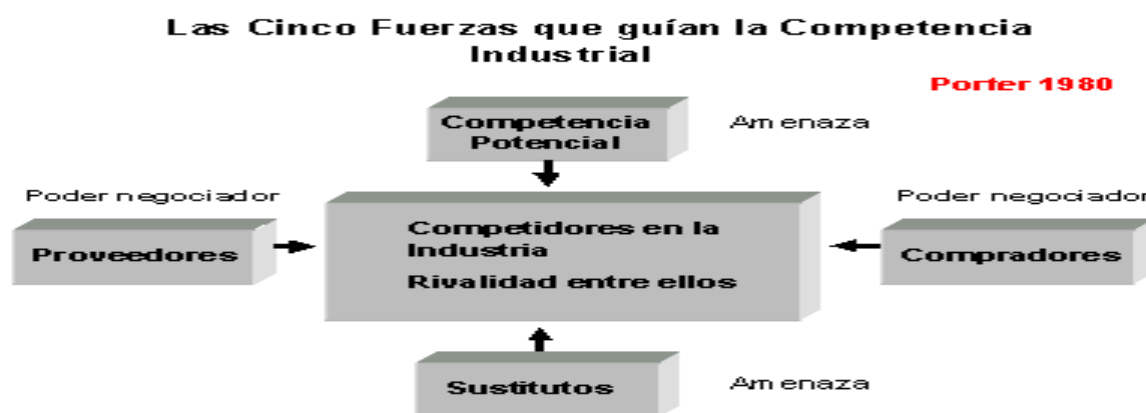 Las Cinco Fuerzas que guían la Competencia
Industrial
Porter 1980
Competencia
Potencial
Amenaza
Poder negociador
Poder negociador
Proveedores
Competidores en la
Industria
Rivalidad entre ellos
Compradores
Sustitutos
Amenaza